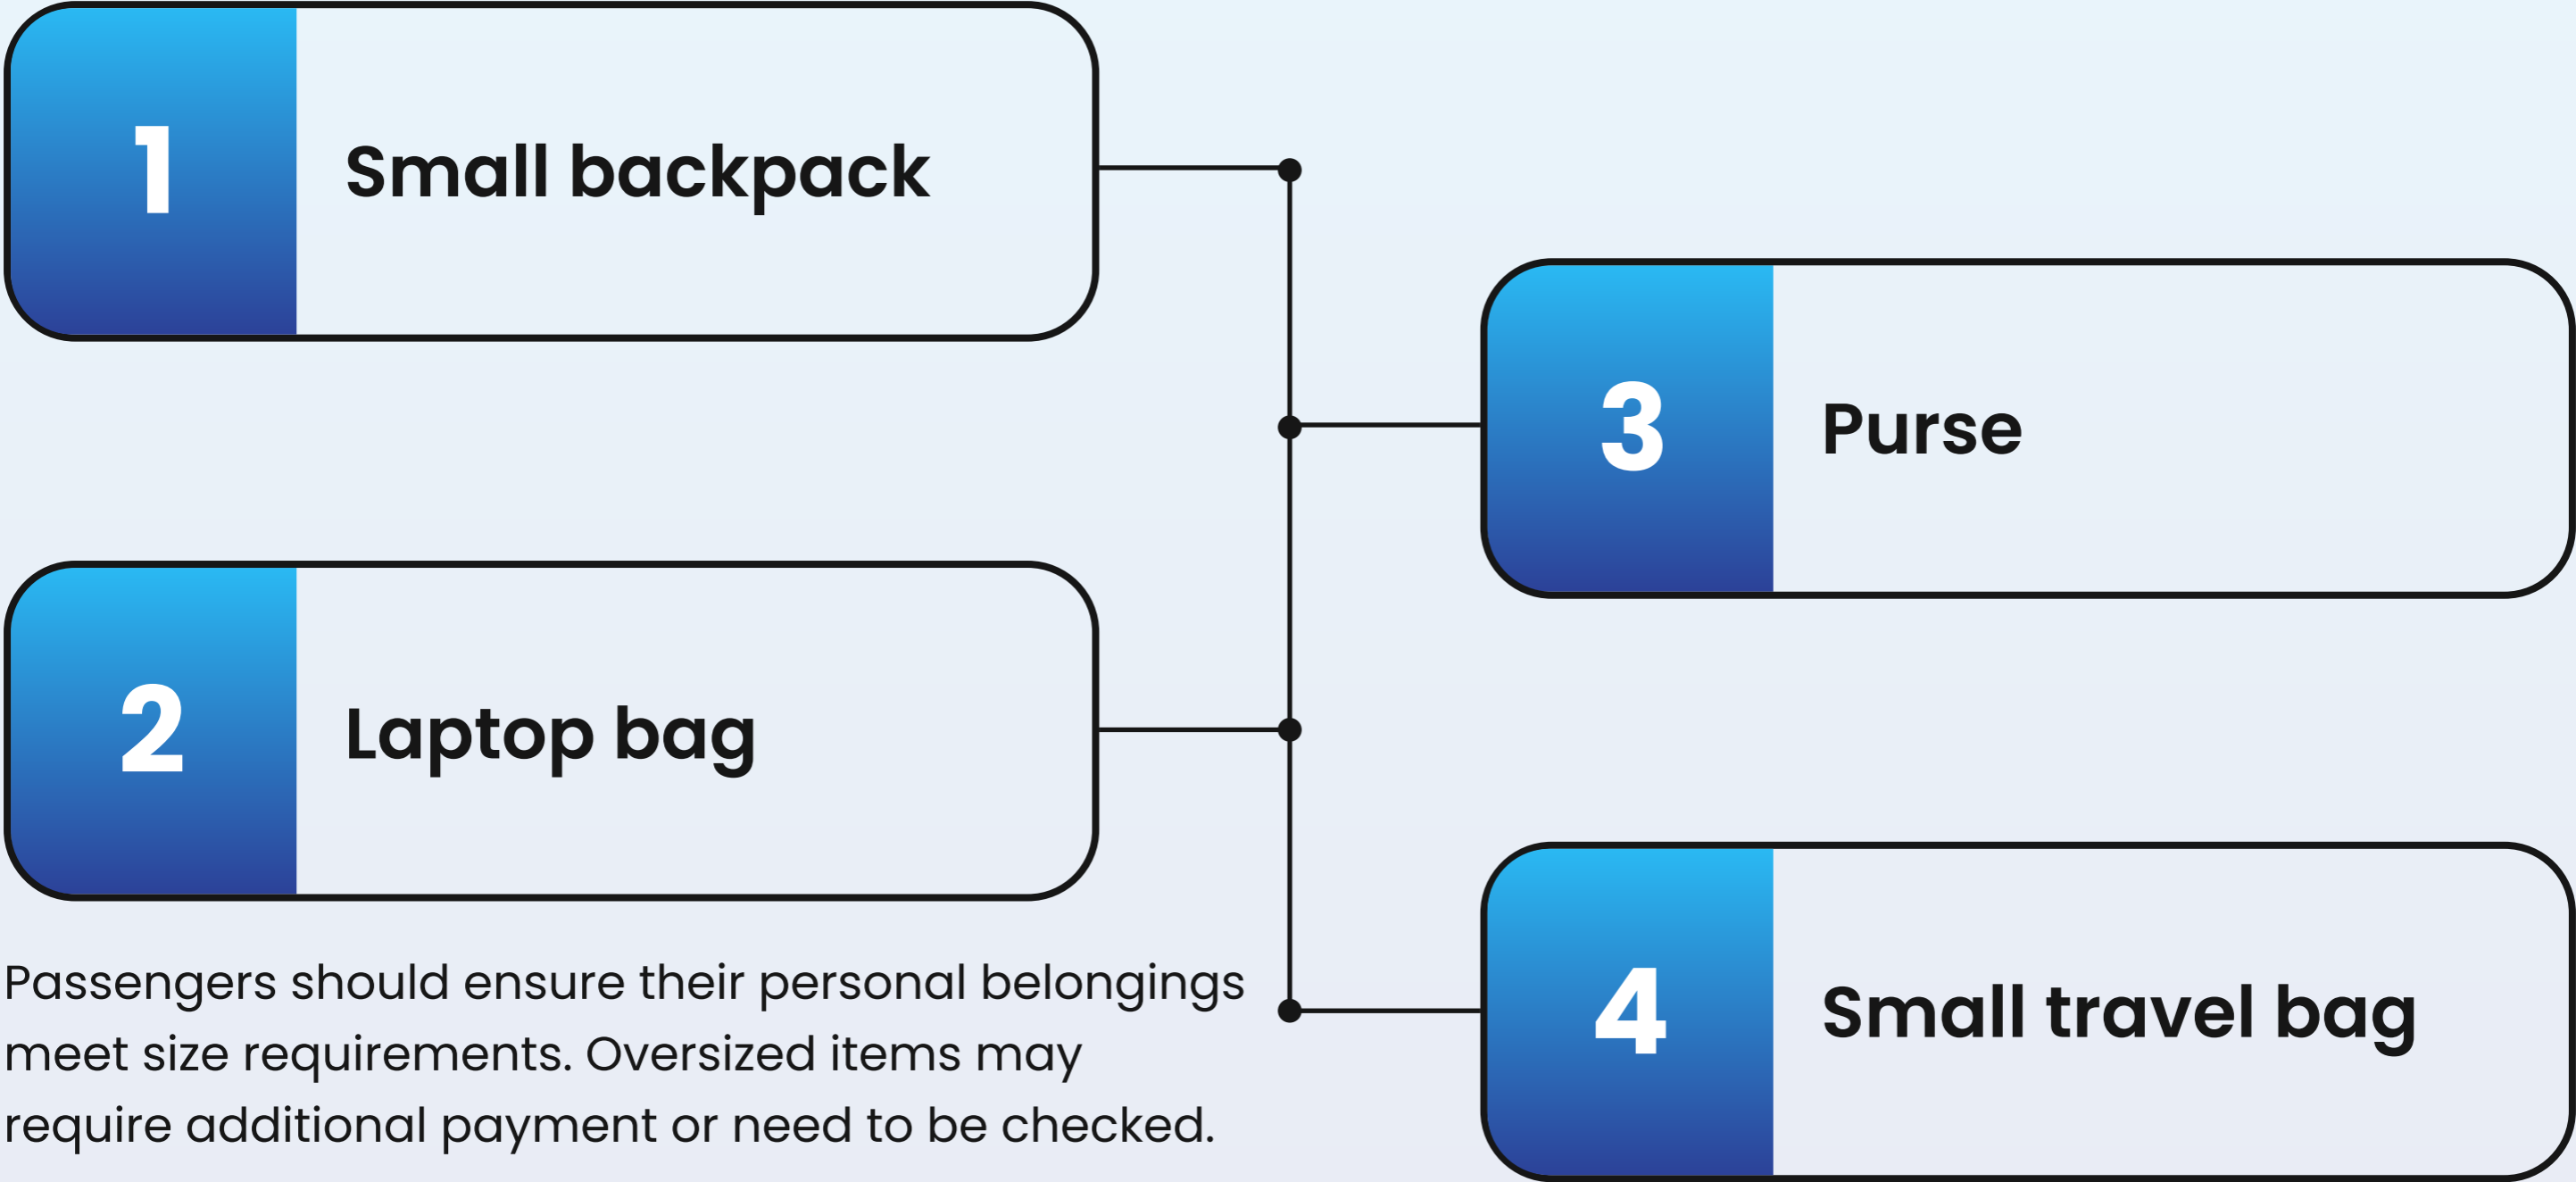 1
Small backpack
2
Laptop bag
3
Purse
4
Small travel bag
Passengers should ensure their personal belongings
meet size requirements. Oversized items may
require additional payment or need to be checked.